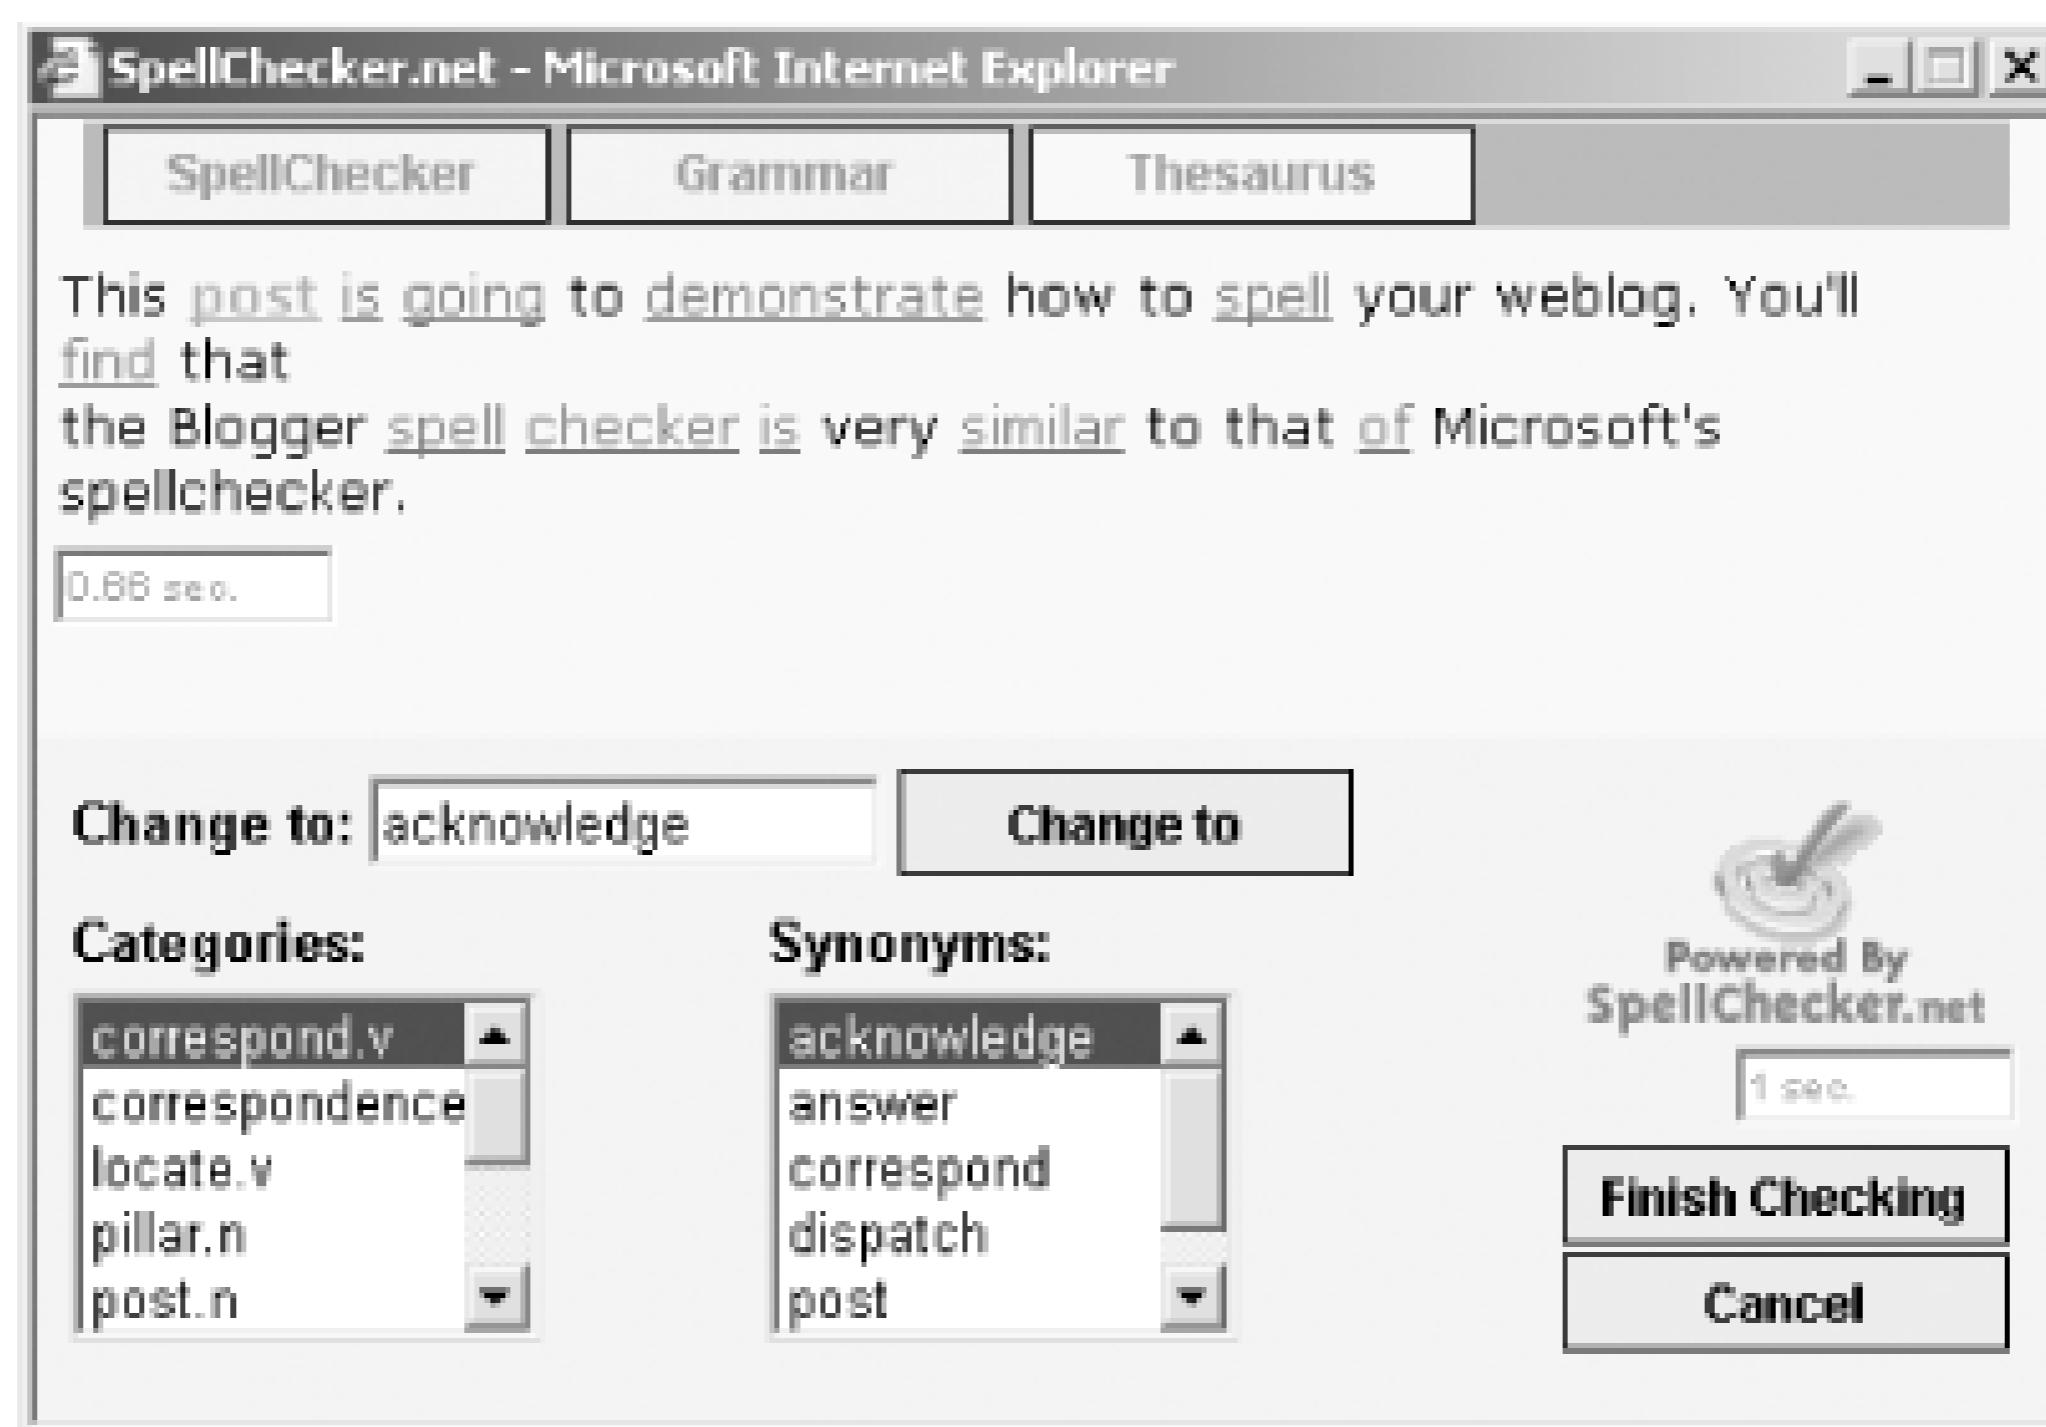 SpellChecker.net - Microsoft Internet Explorer
SpellChecker Grammar Thesaurus
This post is going to demonstrate how to spell your weblog. You'll
find that
the Blogger spell checker is very similar to that of Microsoft's
spellchecker.
0.66 sec.
Change to: acknowledge Change to
Categories: Synonyms:
correspond.v
correspondence
locate.v
pillar.n
post.n
acknowledge
answer
correspond
dispatch
post
Powered By
SpellChecker.net
1 sec.
Finish Checking
Cancel